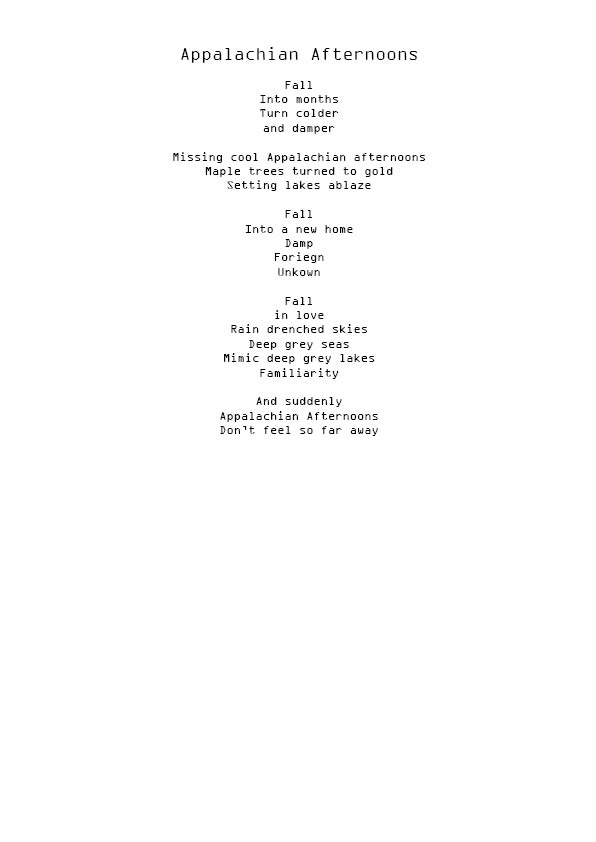 Appalachian Afternoons
Fall
Into months
Turn colder
and damper
Missing cool Appalachian afternoons
Maple trees turned to gold
Setting lakes ablaze
Fall
Into a new home
Damp
Foriegn
Unkown
Fall
in love
Rain drenched skies
Deep grey seas
Mimic deep grey lakes
Familiarity
And suddenly
Appalachian Afternoons
Don't feel so far away